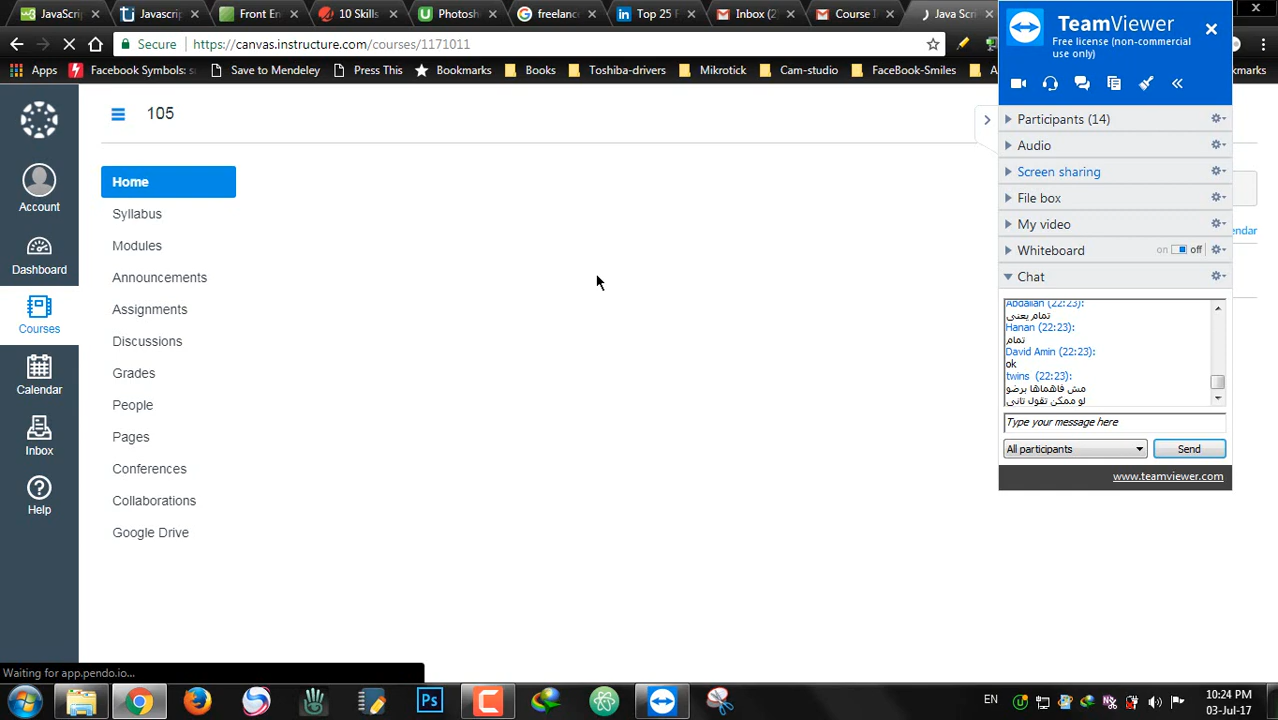 JavaScri
Javascrip
Front En
10 Skills
Photosh
freelanc
Top 25 F
Inbox (2
Course I
Java Scri
Secure
https://canvas.instructure.com/courses/1171011
Apps
Facebook Symbols: s
Save to Mendeley
Press This
Bookmarks
Books
Toshiba-drivers
Mikrotick
Cam-studio
FaceBook-Smiles
105
Account
Dashboard
Courses
Calendar
Inbox
Help
Home
Syllabus
Modules
Announcements
Assignments
Discussions
Grades
People
Pages
Conferences
Collaborations
Google Drive
TeamViewer
Free license (non-commercial
use only)
Participants (14)
Audio
Screen sharing
File box
My video
Whiteboard on off
Chat
Abdallah (22:23):
تمام يعنى
Hanan (22:23):
تمام
David Amin (22:23):
ok
twins (22:23):
مش فاهماها برضو
لو ممكن تقول تانى
Type your message here
All participants
Send
www.teamviewer.com
Waiting for app.pendo.io...
Ps
EN
10:24 PM
03-Jul-17